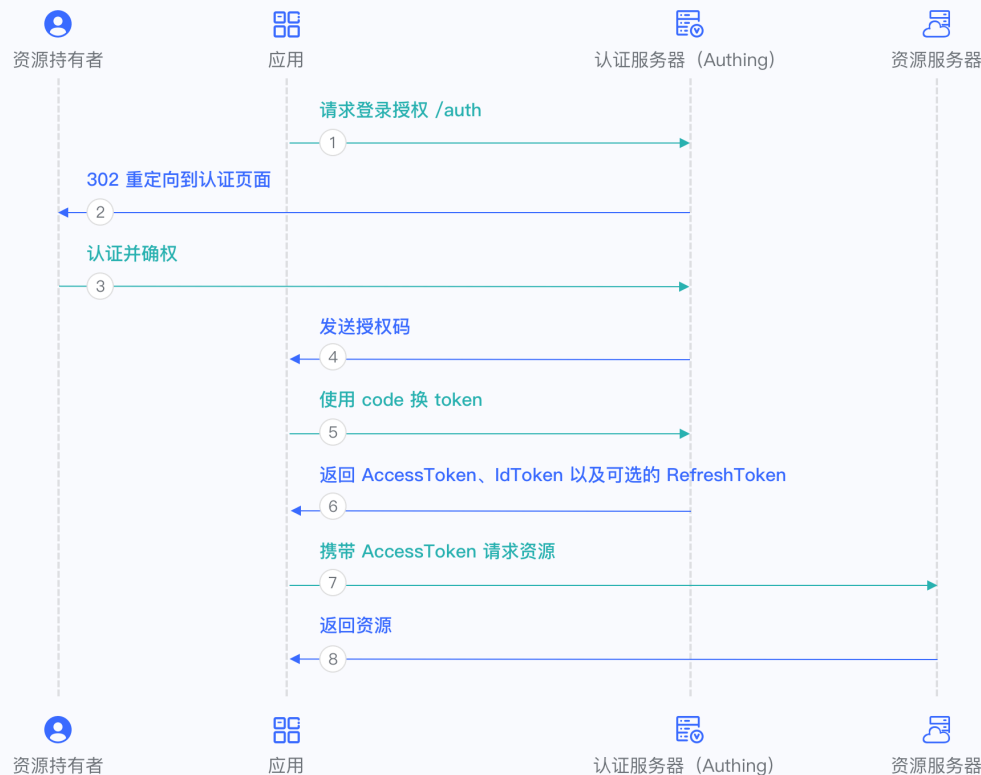 资源持有者
应用
认证服务器（Authing）
资源服务器
请求登录授权 /auth
1
302 重定向到认证页面
2
认证并确权
3
发送授权码
4
使用 code 换 token
5
返回 AccessToken、IdToken 以及可选的 RefreshToken
6
携带 AccessToken 请求资源
7
返回资源
8
资源持有者
应用
认证服务器（Authing）
资源服务器